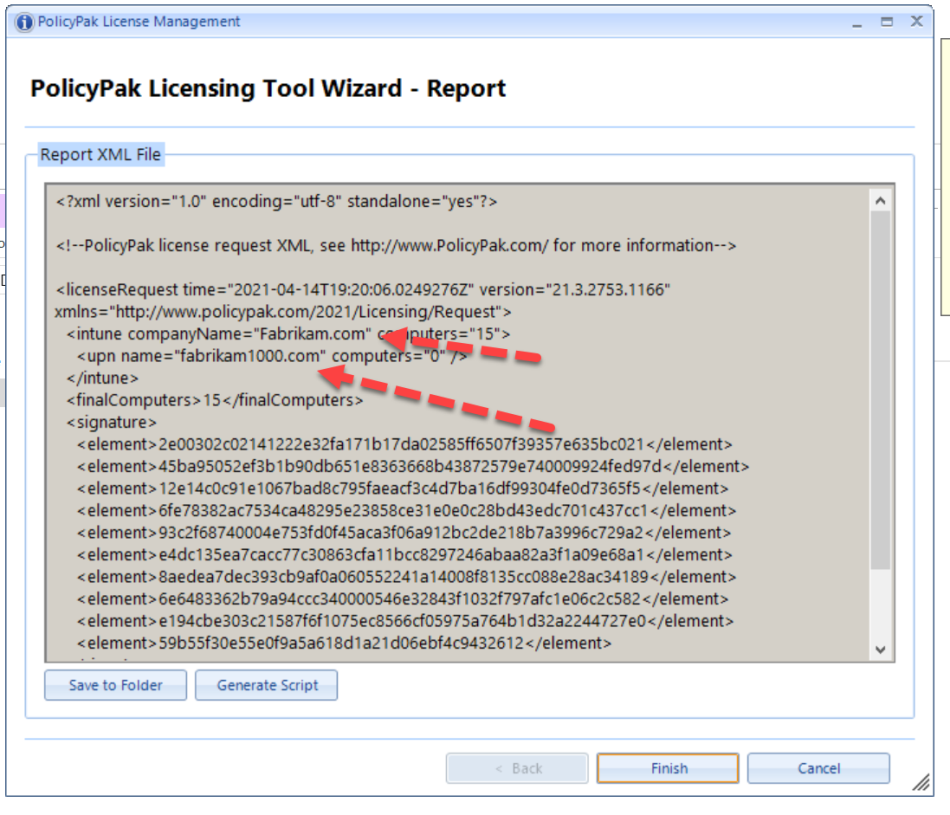 PolicyPak License Management
PolicyPak Licensing Tool Wizard - Report
Report XML File
<?xml version="1.0" encoding="utf-8" standalone="yes"?>
<!--PolicyPak license request XML, see http://www.PolicyPak.com/ for more information-->
<licenseRequest time="2021-04-14T19:20:06.0249276Z" version="21.3.2753.1166"
xmlns="http://www.policypak.com/2021/Licensing/Request">
<intune companyName="Fabrikam.com" computers="15">
<upn name="fabrikam1000.com" computers="0" />
</intune>
<finalComputers>15</finalComputers>
<signature>
<element>2e00302c02141222e32fa171b17da02585ff6507f39357e635bc021</element>
<element>45ba95052ef3b1b90db651e8363668b43872579e740009924fed97d</element>
<element>12e14c0c91e1067bad8c795faeacf3c4d7ba16df99304fe0d7365f5</element>
<element>6fe78382ac7534ca48295e23858ce31e0e0c28bd43edc701c437cc1</element>
<element>93c2f68740004e753fd0f45aca3f06a912bc2de218b7a3996c729a2</element>
<element>e4dc135ea7cacc77c30863cfa11bcc8297246abaa82a3f1a09e68a1</element>
<element>8aedea7dec393cb9af0a060552241a14008f8135cc088e28ac34189</element>
<element>6e6483362b79a94ccc340000546e32843f1032f797afc1e06c2c582</element>
<element>e194cbe303c21587f6f1075ec8566cf05975a764b1d32a2244727e0</element>
<element>59b55f30e55e0f9a5a618d1a21d06ebf4c9432612</element>
Save to Folder
Generate Script
< Back
Finish
Cancel